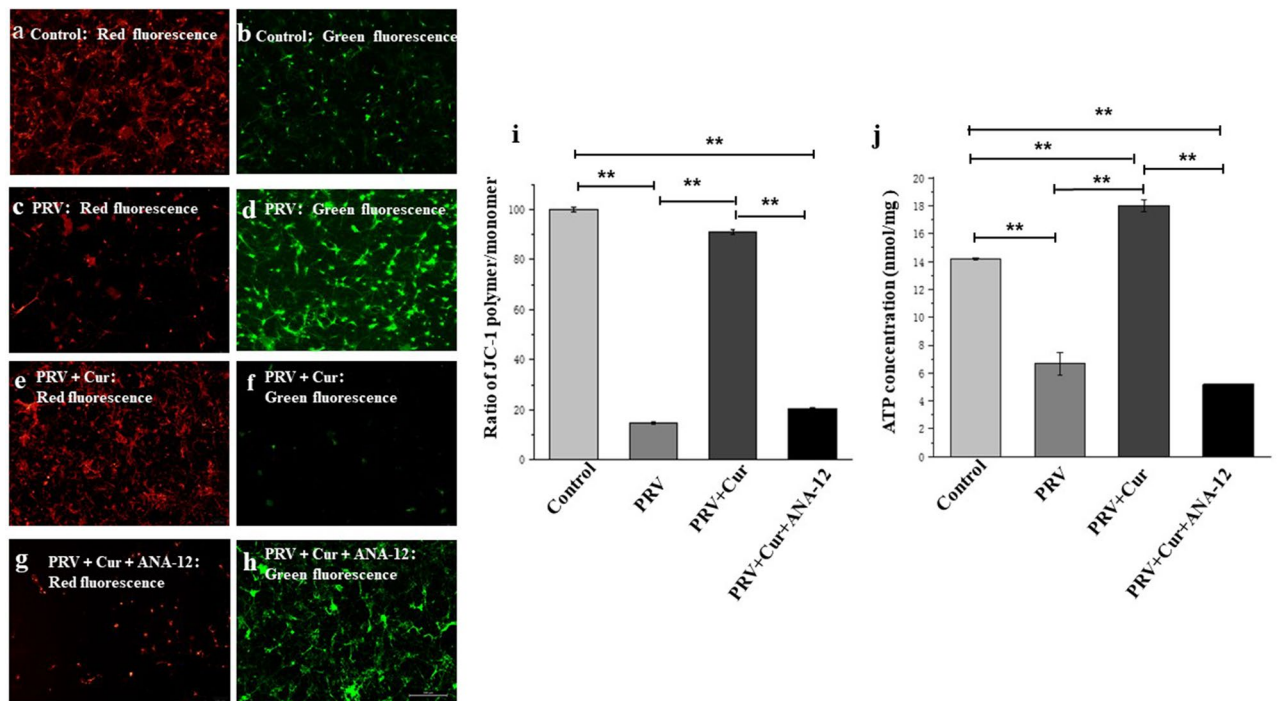 a Control：Red fluorescence
b Control：Green fluorescence
c PRV：Red fluorescence
d PRV：Green fluorescence
e PRV + Cur：
Red fluorescence
f PRV + Cur：
Green fluorescence
g PRV + Cur + ANA-12：
Red fluorescence
h PRV + Cur + ANA-12：
Green fluorescence
i
**
**
**
**
Ratio of JC-1 polymer/monomer
100
80
60
40
20
0
Control
PRV
PRV+Cur
PRV+Cur+ANA-12
j
**
**
**
**
**
ATP concentration (nmol/mg)
20
18
16
14
12
10
8
6
4
2
0
Control
PRV
PRV+Cur
PRV+Cur+ANA-12